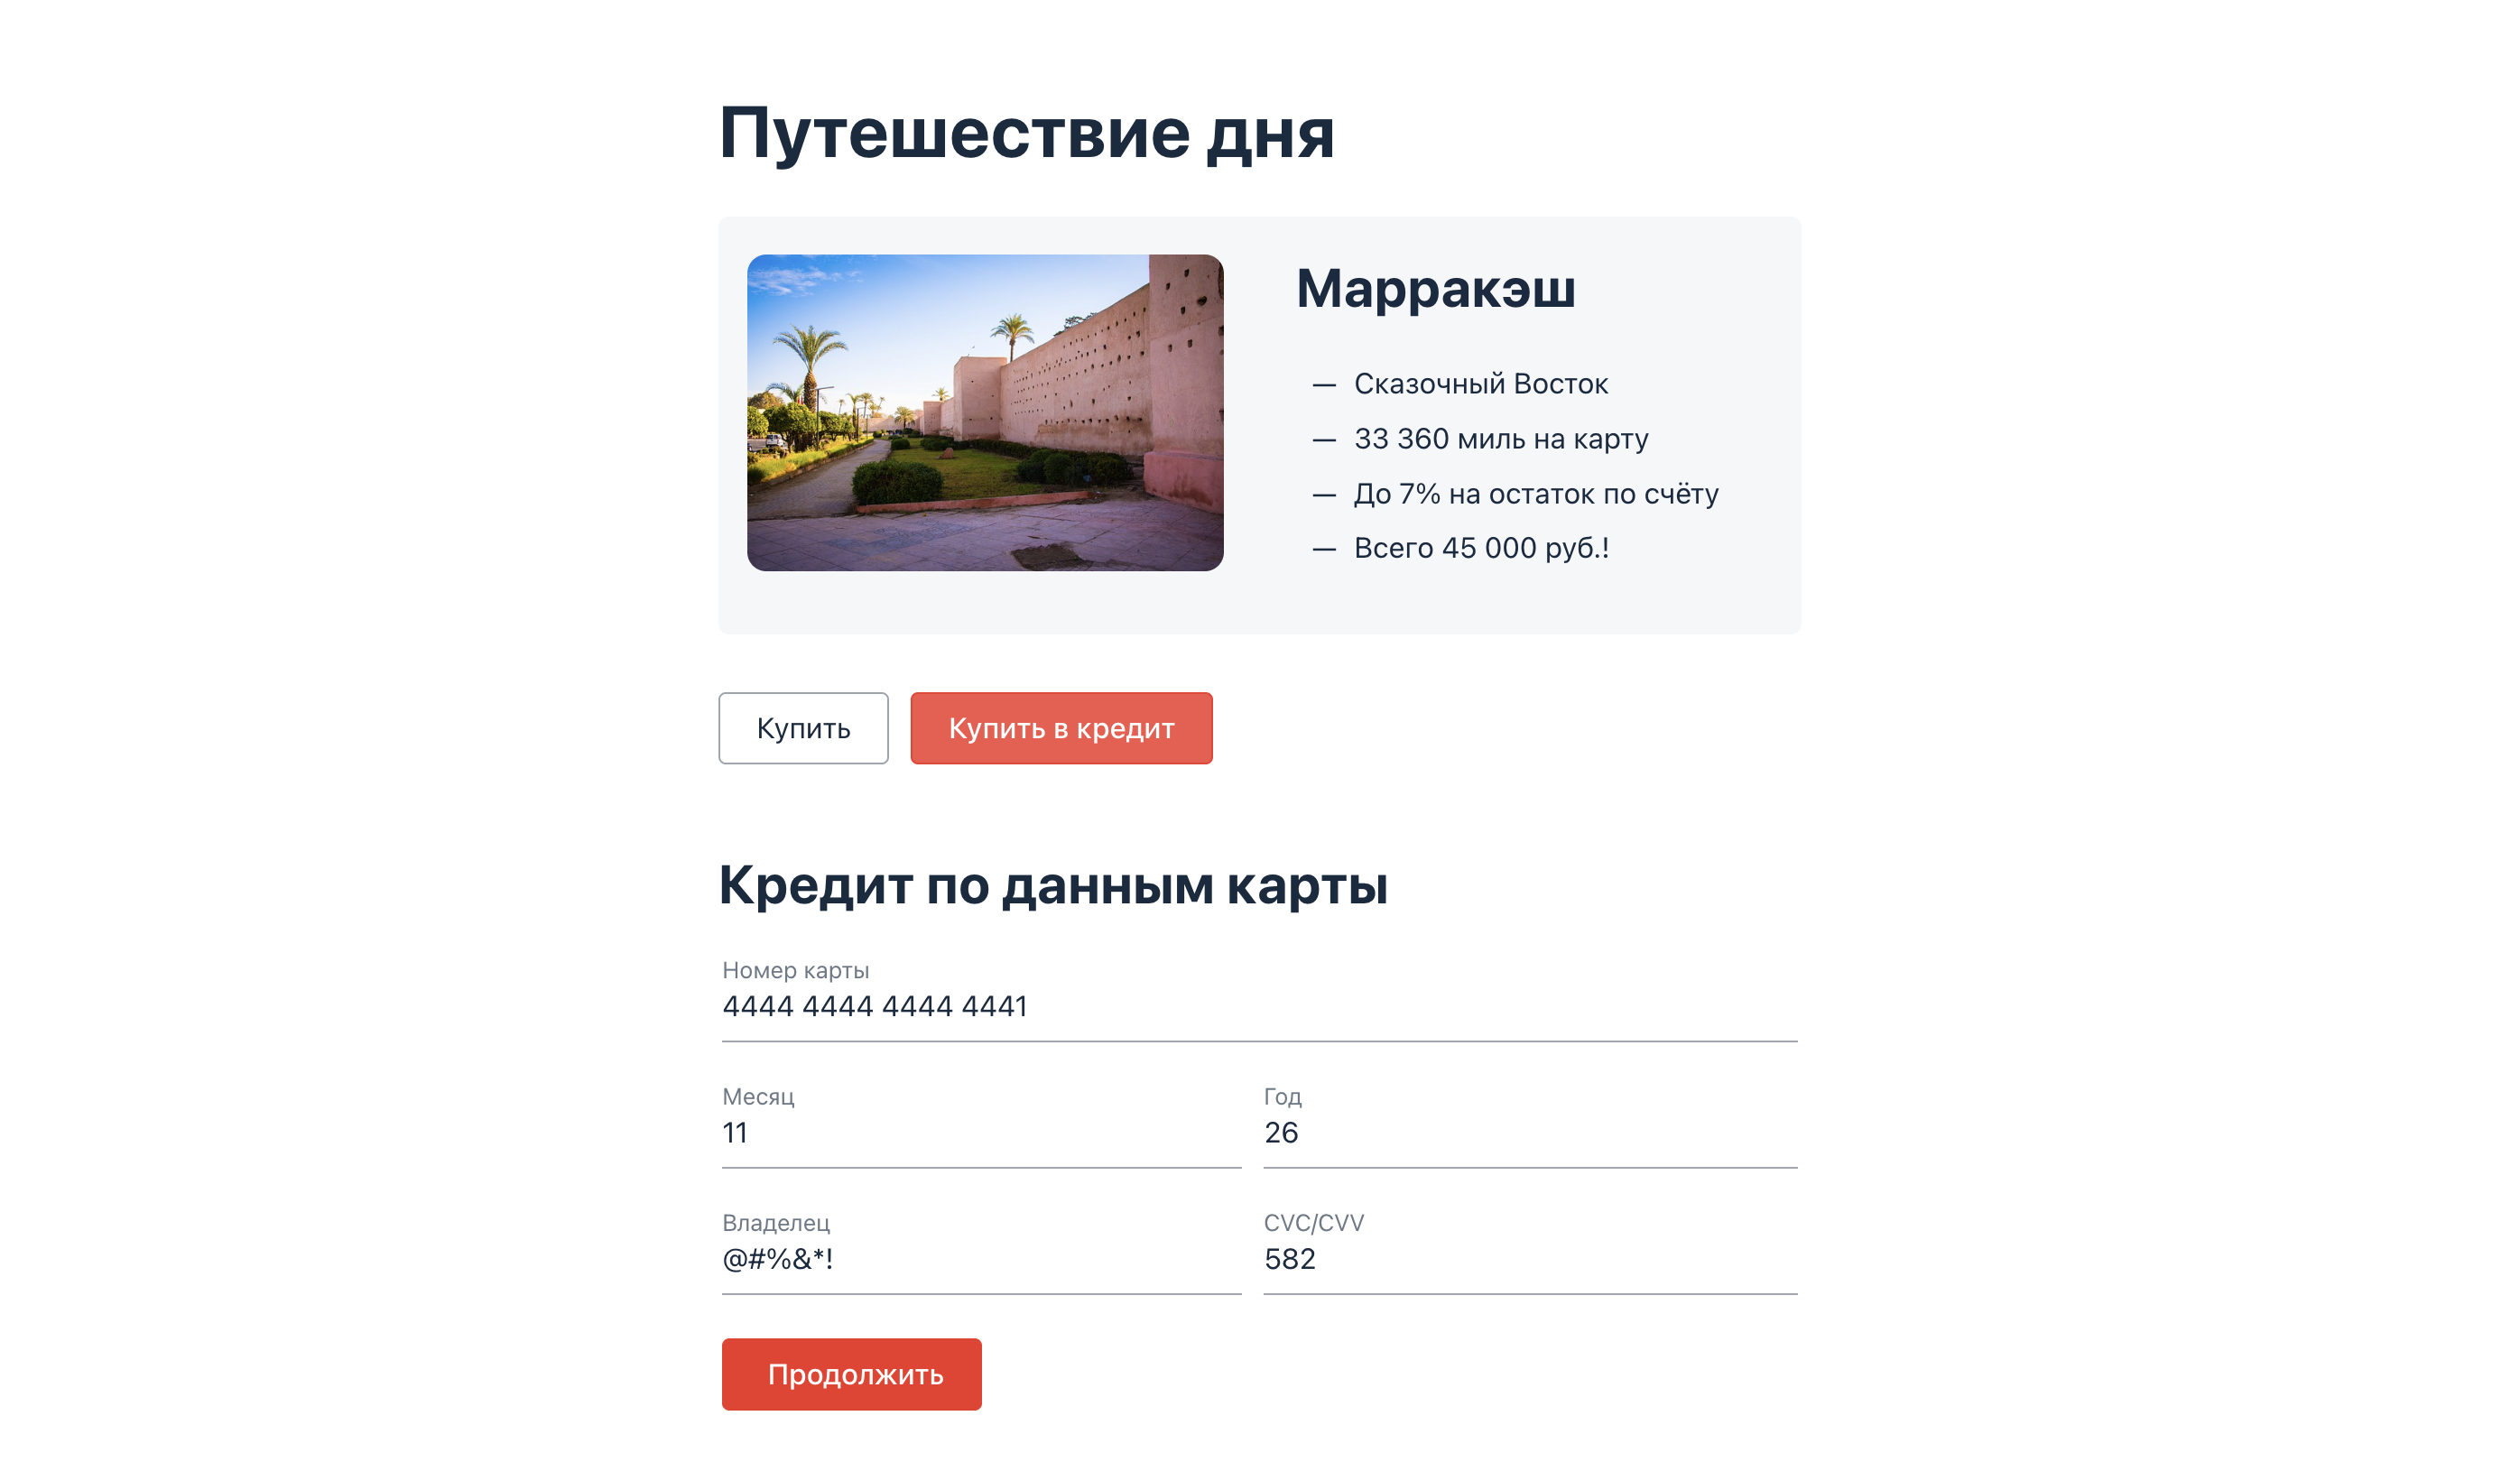 Путешествие дня
Марракэш
— Сказочный Восток
— 33 360 миль на карту
— До 7% на остаток по счёту
— Всего 45 000 руб.!
Купить
Купить в кредит
Кредит по данным карты
Номер карты
4444 4444 4444 4441
Месяц
11
Год
26
Владелец
@#%&*!
CVC/CVV
582
Продолжить